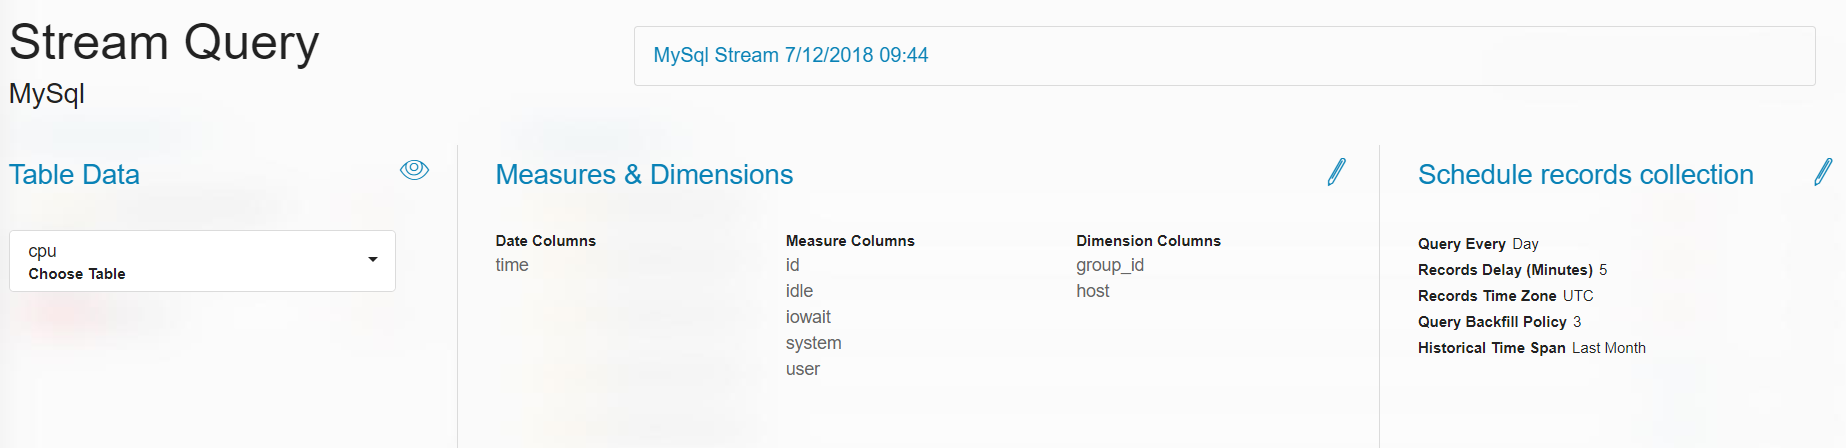 Stream Query
MySql
MySql Stream 7/12/2018 09:44
Table Data
cpu
Choose Table
Measures & Dimensions
Date Columns
time
Measure Columns
id
idle
iowait
system
user
Dimension Columns
group_id
host
Schedule records collection
Query Every Day
Records Delay (Minutes) 5
Records Time Zone UTC
Query Backfill Policy 3
Historical Time Span Last Month